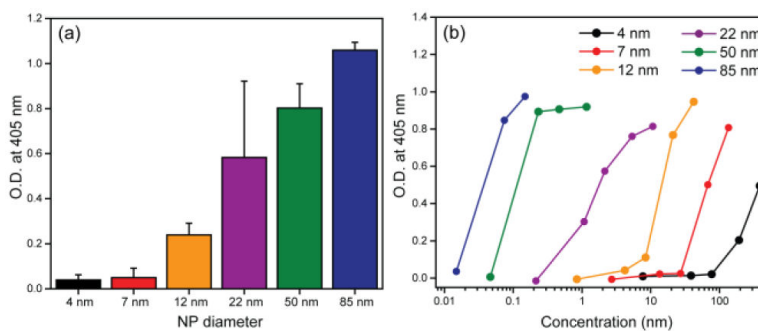 (a)
O.D. at 405 nm
1.2
1.0
0.8
0.6
0.4
0.2
0.0
4 nm 7 nm 12 nm 22 nm 50 nm 85 nm
NP diameter
(b)
4 nm 22 nm
7 nm 50 nm
12 nm 85 nm
O.D. at 405 nm
1.4
1.2
1.0
0.8
0.6
0.4
0.2
0.0
0.01 0.1 1 10 100
Concentration (nm)